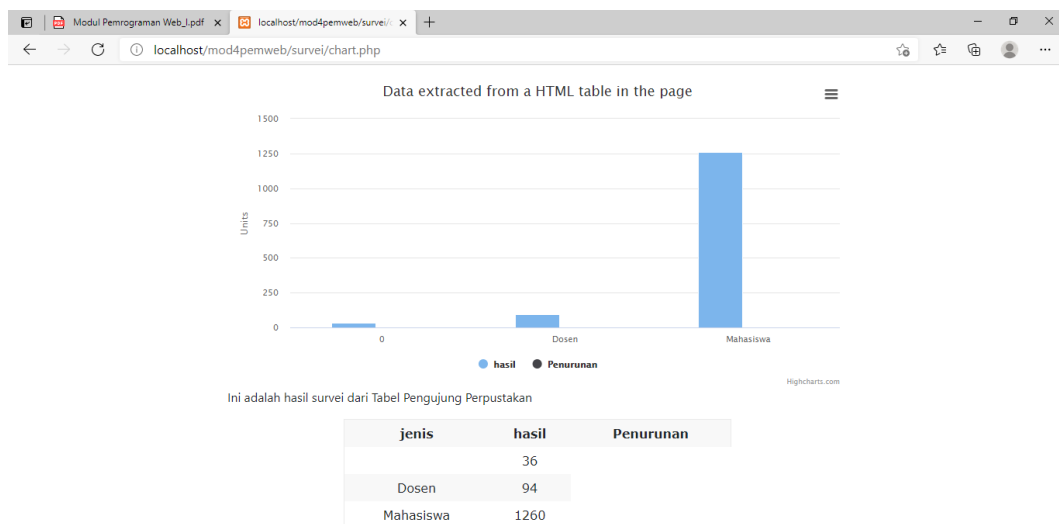 Modul Pemrograman Web_I.pdf
localhost/mod4pemweb/survei/c
localhost/mod4pemweb/survei/chart.php
Data extracted from a HTML table in the page
1500
1250
1000
750
500
250
0
Units
0 Dosen Mahasiswa
hasil Penurunan
Highcharts.com
Ini adalah hasil survei dari Tabel Pengujung Perpustakan
jenis hasil Penurunan
36
Dosen 94
Mahasiswa 1260